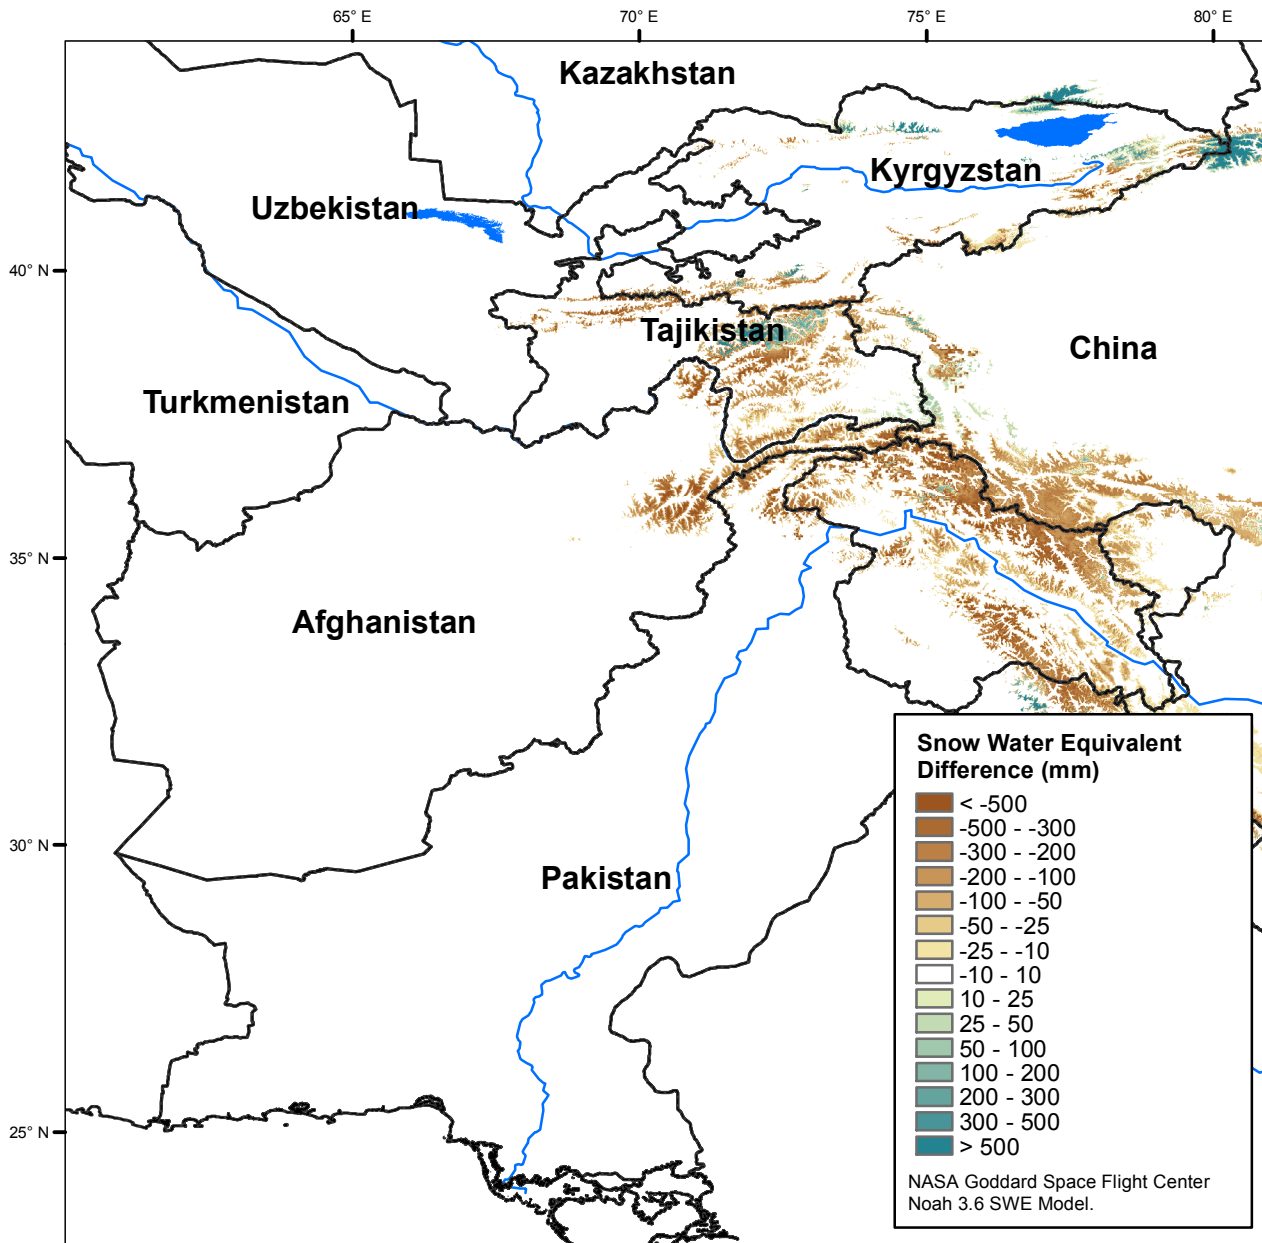 65° E
70° E
75° E
80° E
Kazakhstan
Kyrgyzstan
Uzbekistan
40° N
Tajikistan
China
Turkmenistan
35° N
Afghanistan
30° N
Pakistan
25° N
Snow Water Equivalent
Difference (mm)
< -500
-500 - -300
-300 - -200
-200 - -100
-100 - -50
-50 - -25
-25 - -10
-10 - 10
10 - 25
25 - 50
50 - 100
100 - 200
200 - 300
300 - 500
> 500
NASA Goddard Space Flight Center
Noah 3.6 SWE Model.